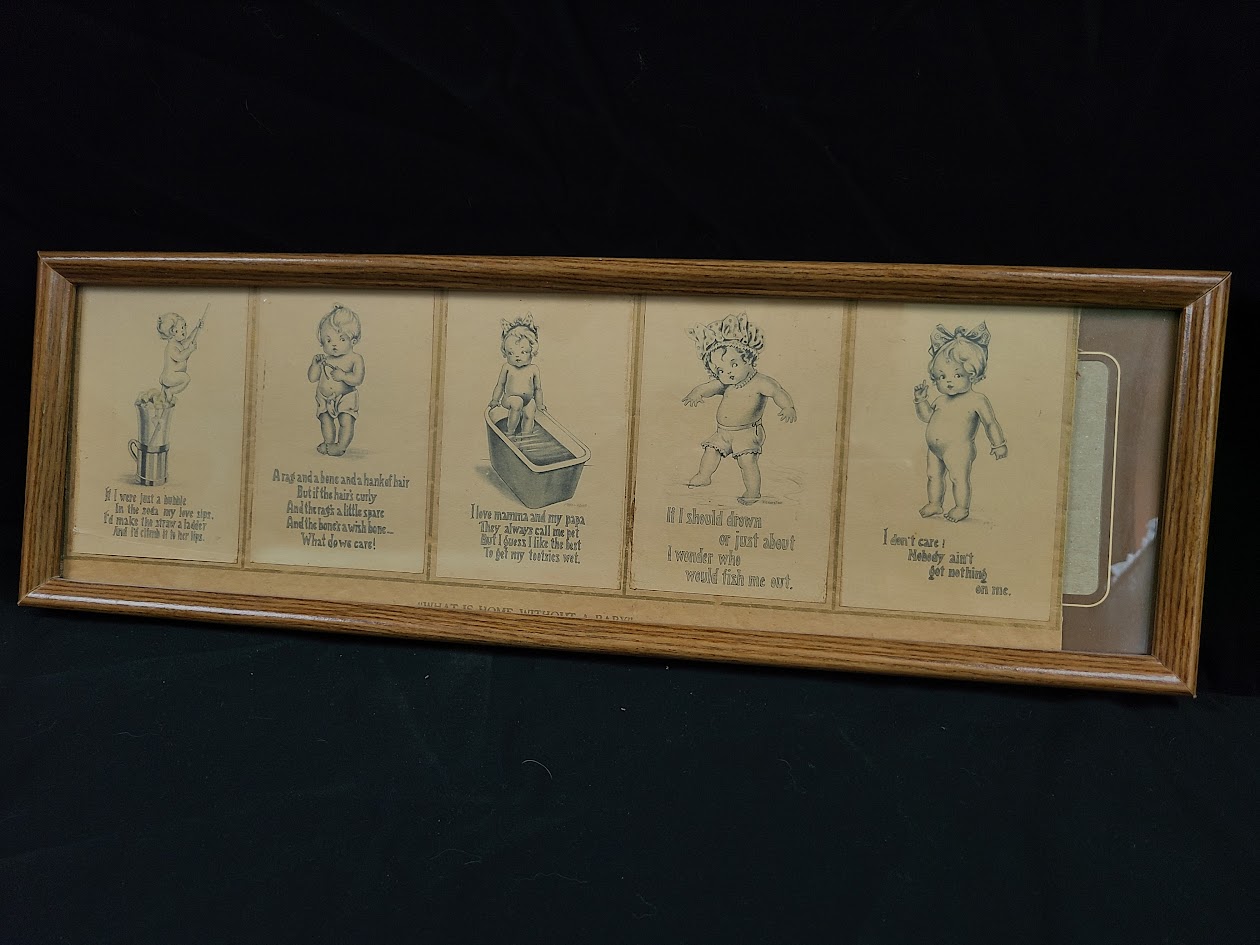 If I were just a bubble
In the soda my love sips,
I'd make the straw a ladder
And I'd climb it to her lips.
A rag and a bone and a hank of hair
But if the hair's curly
And the rag's a little spare
And the bone's a wish bone—
What do we care!
I love mamma and my papa
They always call me pet
But I guess I like the best
To get my tootsies wet.
If I should drown
or just about
I wonder who
would fish me out.
I don't care!
Nobody ain't
got nothing
on me.
"WHAT IS HOME WITHOUT A BABY"